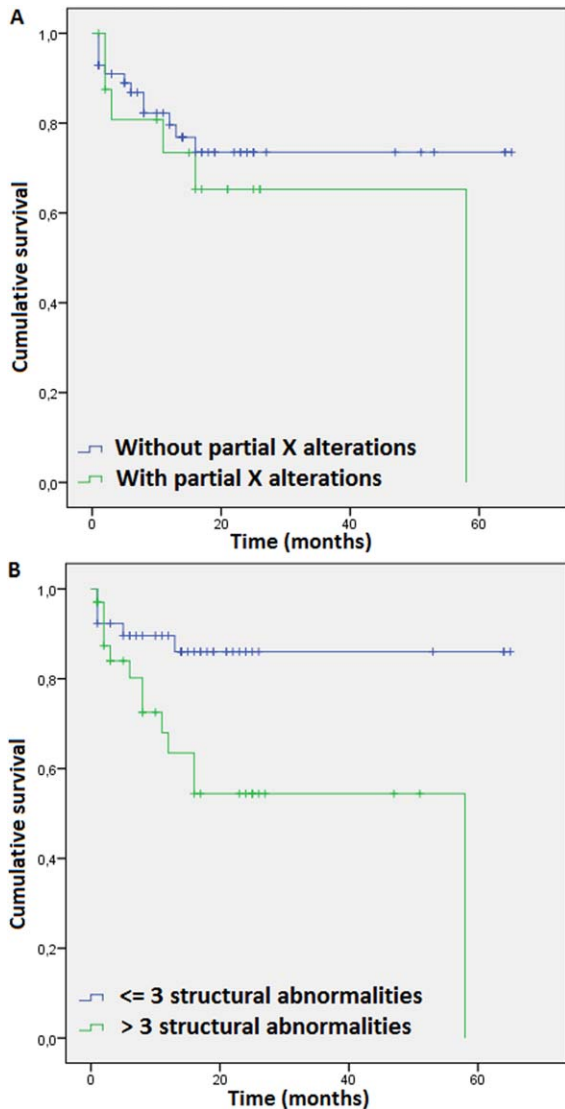 A
1,0
0,8
0,6
0,4
0,2
0,0
Cumulative survival
Without partial X alterations
With partial X alterations
0 20 40 60
Time (months)
B
1,0
0,8
0,6
0,4
0,2
0,0
Cumulative survival
<= 3 structural abnormalities
> 3 structural abnormalities
0 20 40 60
Time (months)